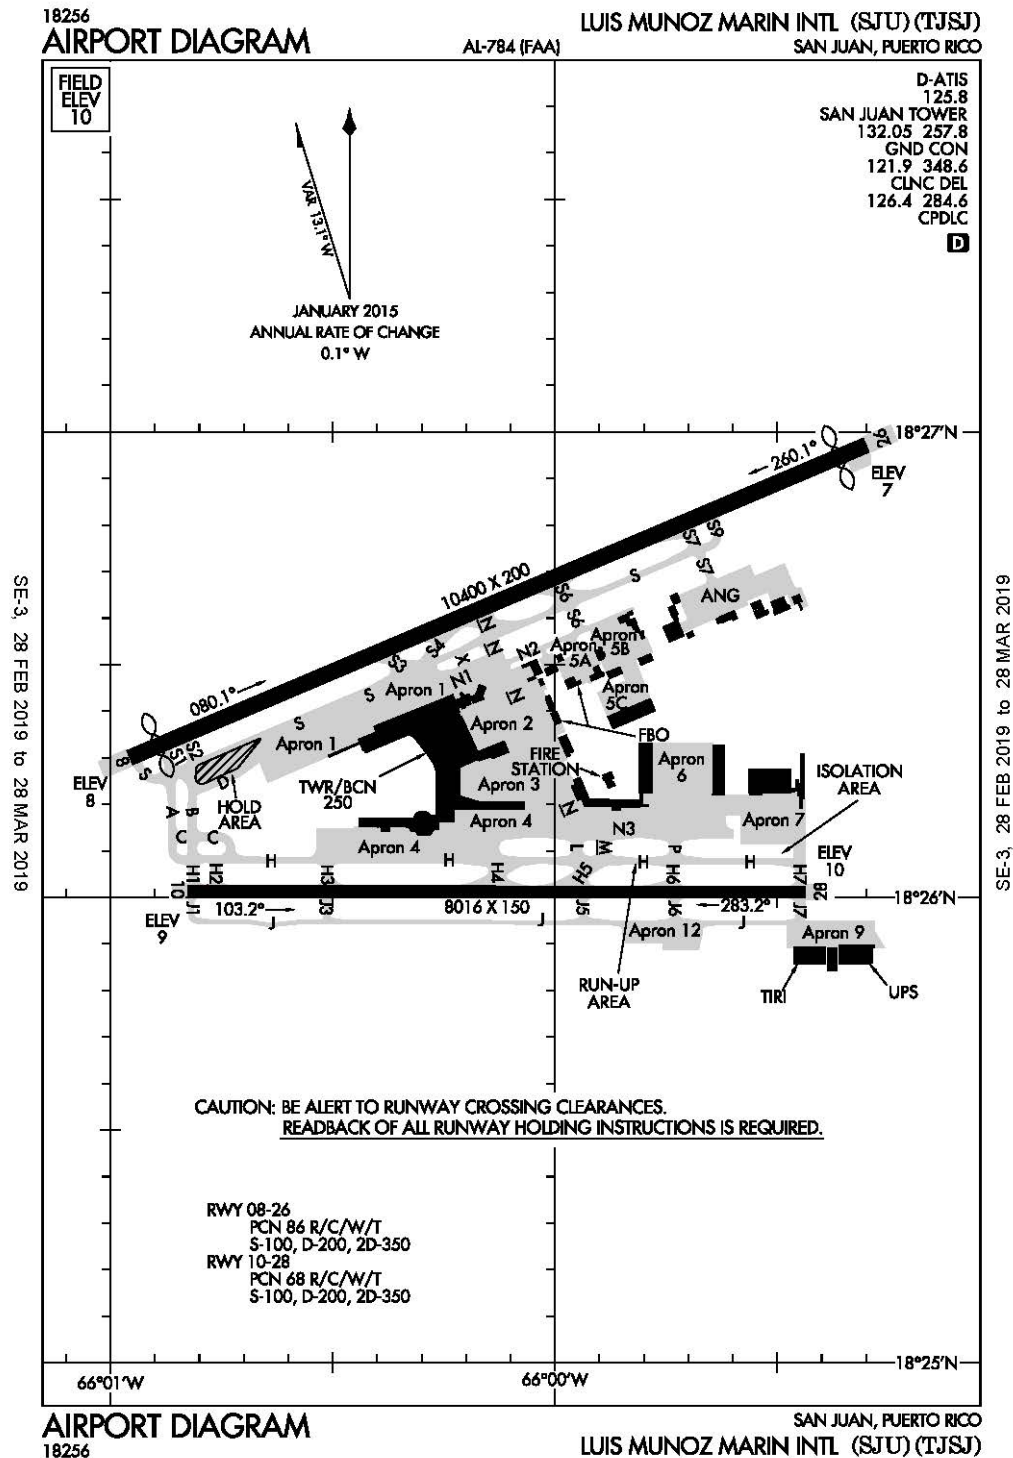 18256
AIRPORT DIAGRAM
AL-784 (FAA)
LUIS MUNOZ MARIN INTL (SJU) (TJSJ)
SAN JUAN, PUERTO RICO
FIELD
ELEV
10
D-ATIS
125.8
SAN JUAN TOWER
132.05 257.8
GND CON
121.9 348.6
CLNC DEL
126.4 284.6
CPDLC
D
VAR 13.1° W
JANUARY 2015
ANNUAL RATE OF CHANGE
0.1° W
18°27'N
26
260.1°
ELEV
7
S9
S7
S7
S
10400 X 200
S6
S6
ANG
N
N
S4
S3
X
N2
N1
Apron
5A
Apron
5B
Apron
5C
080.1°
S
S
Apron 1
Apron 1
N
Apron 2
FBO
8
S
S1
S2
D
ELEV
8
HOLD
AREA
TWR/BCN
250
FIRE
STATION
Apron 3
Apron
6
ISOLATION
AREA
A
B
C
C
Apron 4
Apron 4
N
N3
Apron 7
L
M
P
H
H
H
H
ELEV
10
H1
H2
H3
H4
H5
H6
H7
10
28
18°26'N
J1
103.2°
J3
8016 X 150
J5
J6
283.2°
J7
ELEV
9
J
J
J
Apron 12
Apron 9
RUN-UP
AREA
TIRI
UPS
CAUTION: BE ALERT TO RUNWAY CROSSING CLEARANCES.
READBACK OF ALL RUNWAY HOLDING INSTRUCTIONS IS REQUIRED.
RWY 08-26
PCN 86 R/C/W/T
S-100, D-200, 2D-350
RWY 10-28
PCN 68 R/C/W/T
S-100, D-200, 2D-350
18°25'N
66°01'W
66°00'W
SE-3, 28 FEB 2019 to 28 MAR 2019
SE-3, 28 FEB 2019 to 28 MAR 2019
AIRPORT DIAGRAM
18256
SAN JUAN, PUERTO RICO
LUIS MUNOZ MARIN INTL (SJU) (TJSJ)